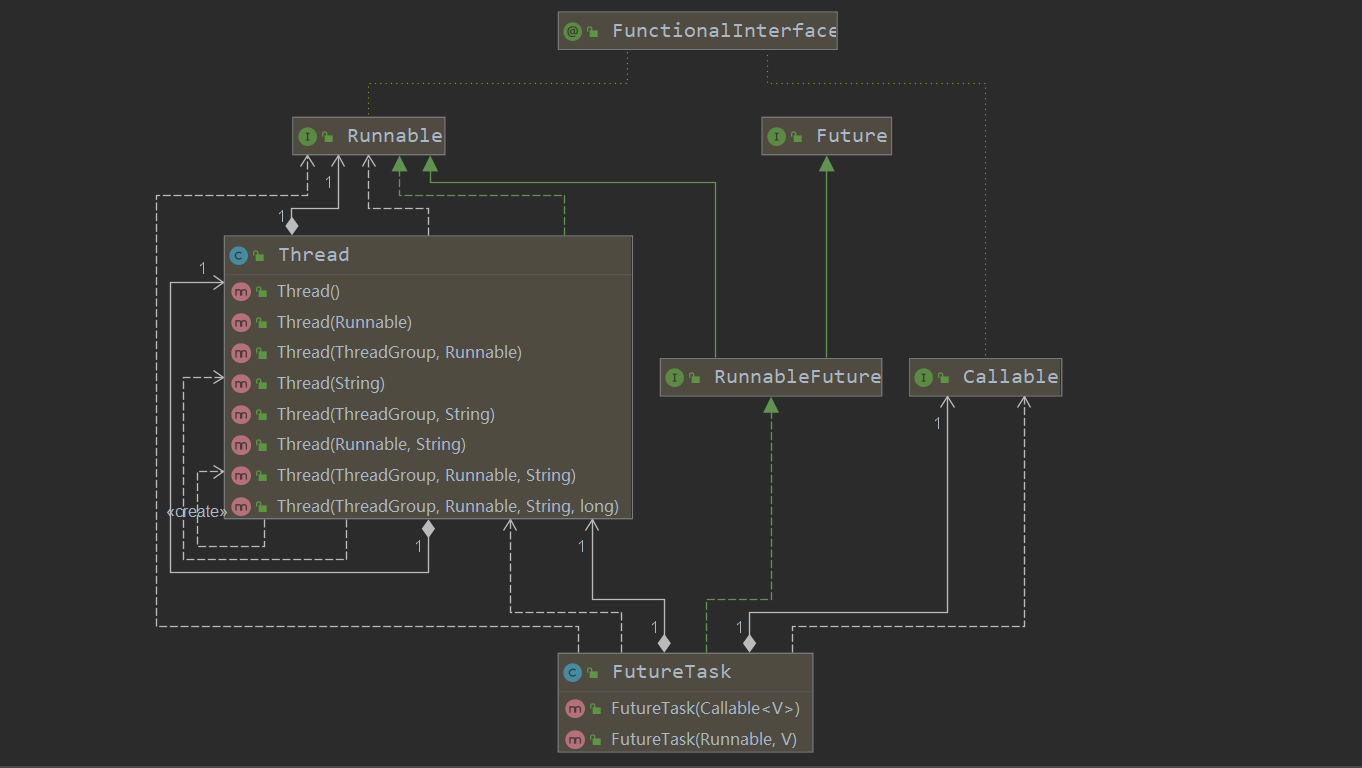 @ FunctionalInterface
I Runnable
I Future
1
1
C Thread
1
m Thread()
m Thread(Runnable)
m Thread(ThreadGroup, Runnable)
I RunnableFuture
I Callable
m Thread(String)
m Thread(ThreadGroup, String)
1
m Thread(Runnable, String)
m Thread(ThreadGroup, Runnable, String)
«create»
m Thread(ThreadGroup, Runnable, String, long)
1
1
1
1
C FutureTask
m FutureTask(Callable<V>)
m FutureTask(Runnable, V)